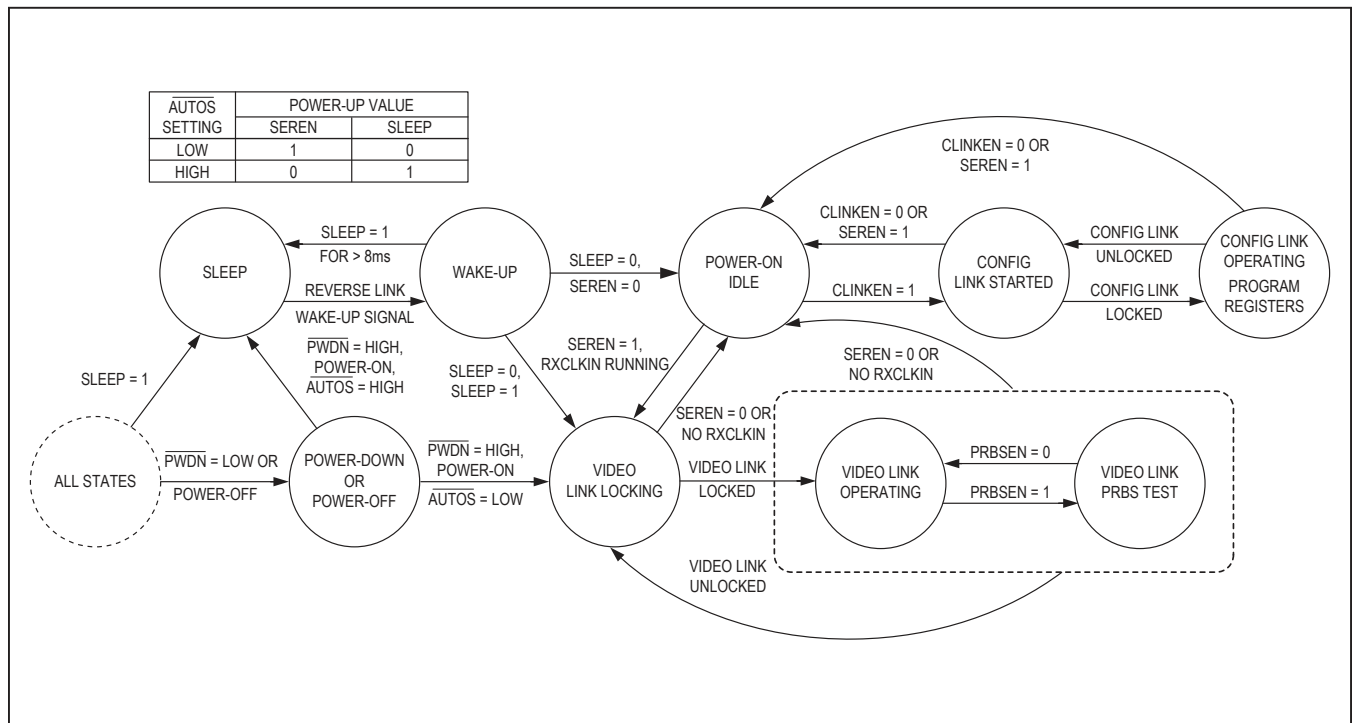 AUTOS
SETTING
POWER-UP VALUE
SEREN
SLEEP
LOW
1
0
HIGH
0
1
CLINKEN = 0 OR
SEREN = 1
SLEEP = 1
FOR > 8ms
SLEEP
REVERSE LINK
WAKE-UP SIGNAL
WAKE-UP
SLEEP = 0,
SEREN = 0
POWER-ON
IDLE
CLINKEN = 0 OR
SEREN = 1
CLINKEN = 1
CONFIG
LINK STARTED
CONFIG LINK
UNLOCKED
CONFIG LINK
LOCKED
CONFIG LINK
OPERATING
PROGRAM
REGISTERS
SLEEP = 1
PWDN = HIGH,
POWER-ON,
AUTOS = HIGH
SLEEP = 0,
SLEEP = 1
SEREN = 1,
RXCLKIN RUNNING
SEREN = 0 OR
NO RXCLKIN
SEREN = 0 OR
NO RXCLKIN
ALL STATES
PWDN = LOW OR
POWER-OFF
POWER-DOWN
OR
POWER-OFF
PWDN = HIGH,
POWER-ON
AUTOS = LOW
VIDEO
LINK LOCKING
VIDEO LINK
LOCKED
VIDEO LINK
OPERATING
PRBSEN = 0
PRBSEN = 1
VIDEO LINK
PRBS TEST
VIDEO LINK
UNLOCKED